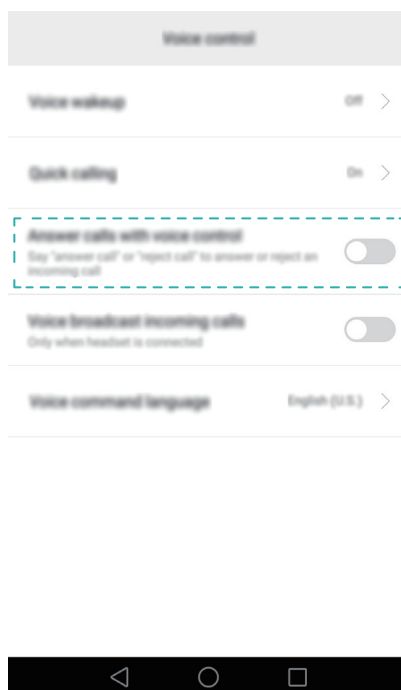 Voice control
Voice wakeup
Off
Quick calling
On
Answer calls with voice control
Say "answer call" or "reject call" to answer or reject an
incoming call
Voice broadcast incoming calls
Only when headset is connected
Voice command language
English (U.S.)